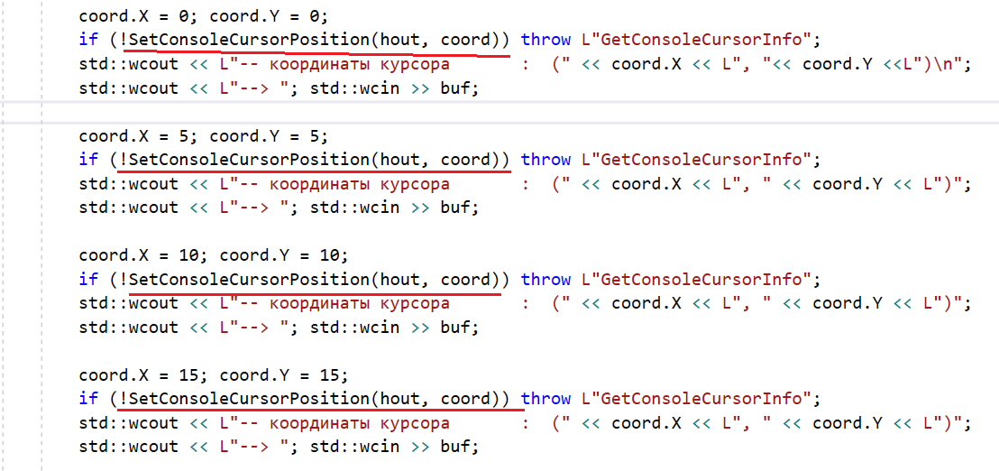 coord.X = 0; coord.Y = 0;
if (!SetConsoleCursorPosition(hout, coord)) throw L"GetConsoleCursorInfo";
std::wcout << L"-- координаты курсора       :  (" << coord.X << L", "<< coord.Y <<L")\n";
std::wcout << L"--> "; std::wcin >> buf;
coord.X = 5; coord.Y = 5;
if (!SetConsoleCursorPosition(hout, coord)) throw L"GetConsoleCursorInfo";
std::wcout << L"-- координаты курсора       :  (" << coord.X << L", " << coord.Y << L")";
std::wcout << L"--> "; std::wcin >> buf;
coord.X = 10; coord.Y = 10;
if (!SetConsoleCursorPosition(hout, coord)) throw L"GetConsoleCursorInfo";
std::wcout << L"-- координаты курсора       :  (" << coord.X << L", " << coord.Y << L")";
std::wcout << L"--> "; std::wcin >> buf;
coord.X = 15; coord.Y = 15;
if (!SetConsoleCursorPosition(hout, coord)) throw L"GetConsoleCursorInfo";
std::wcout << L"-- координаты курсора       :  (" << coord.X << L", " << coord.Y << L")";
std::wcout << L"--> "; std::wcin >> buf;